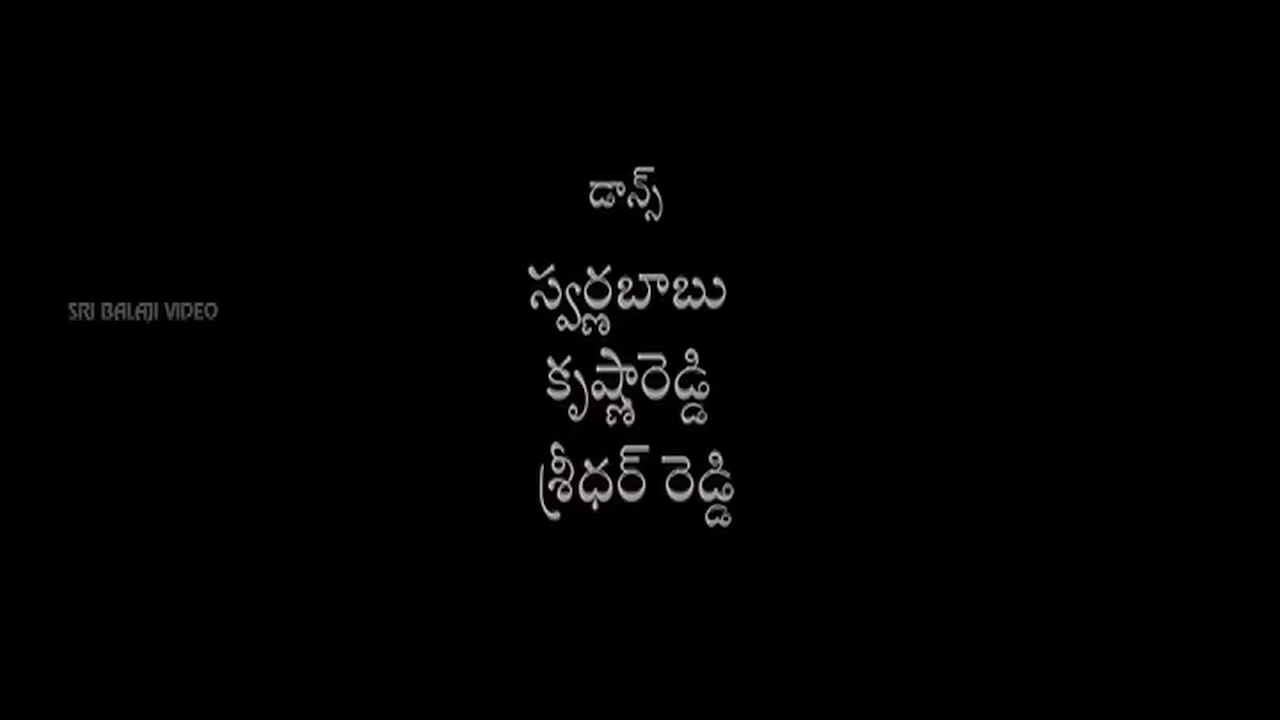 డాన్స్
స్వర్ణబాబు
SRI BALAJI VIDEO
కృష్ణారెడ్డి
శ్రీధర్ రెడ్డి